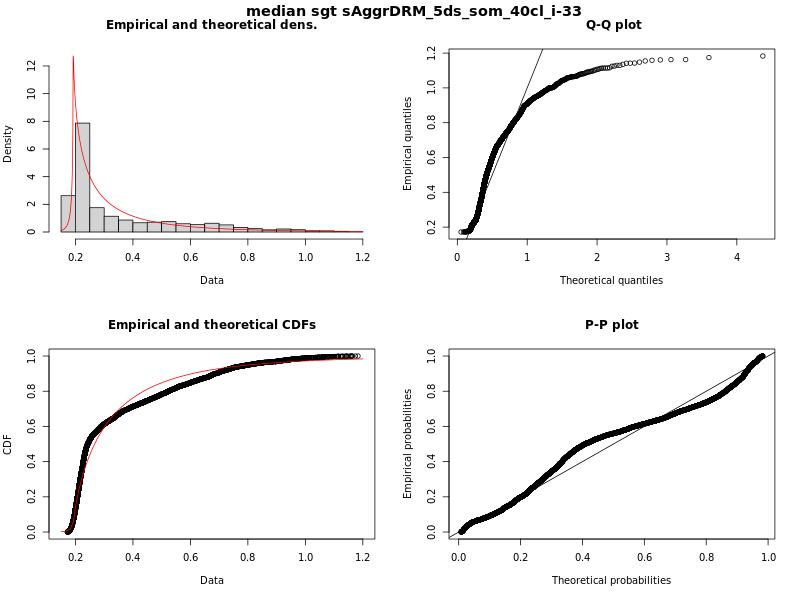 median sgt sAggrDRM_5ds_som_40cl_i-33
Empirical and theoretical dens.
Density
0 2 4 6 8 10 12
0.2 0.4 0.6 0.8 1.0 1.2
Data
Q-Q plot
Empirical quantiles
0.2 0.4 0.6 0.8 1.0 1.2
0 1 2 3 4
Theoretical quantiles
Empirical and theoretical CDFs
CDF
0.0 0.2 0.4 0.6 0.8 1.0
0.2 0.4 0.6 0.8 1.0 1.2
Data
P-P plot
Empirical probabilities
0.0 0.2 0.4 0.6 0.8 1.0
0.0 0.2 0.4 0.6 0.8 1.0
Theoretical probabilities